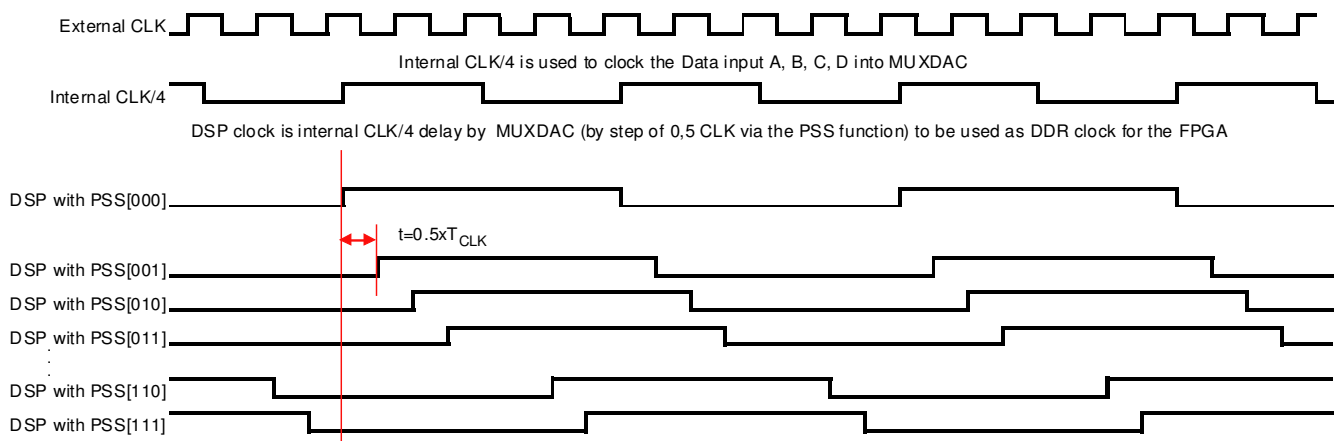 External CLK
Internal CLK/4 is used to clock the Data input A, B, C, D into MUXDAC
Internal CLK/4
DSP clock is internal CLK/4 delay by MUXDAC (by step of 0,5 CLK via the PSS function) to be used as DDR clock for the FPGA
DSP with PSS[000]
t=0.5xTCLK
DSP with PSS[001]
DSP with PSS[010]
DSP with PSS[011]
DSP with PSS[110]
DSP with PSS[111]